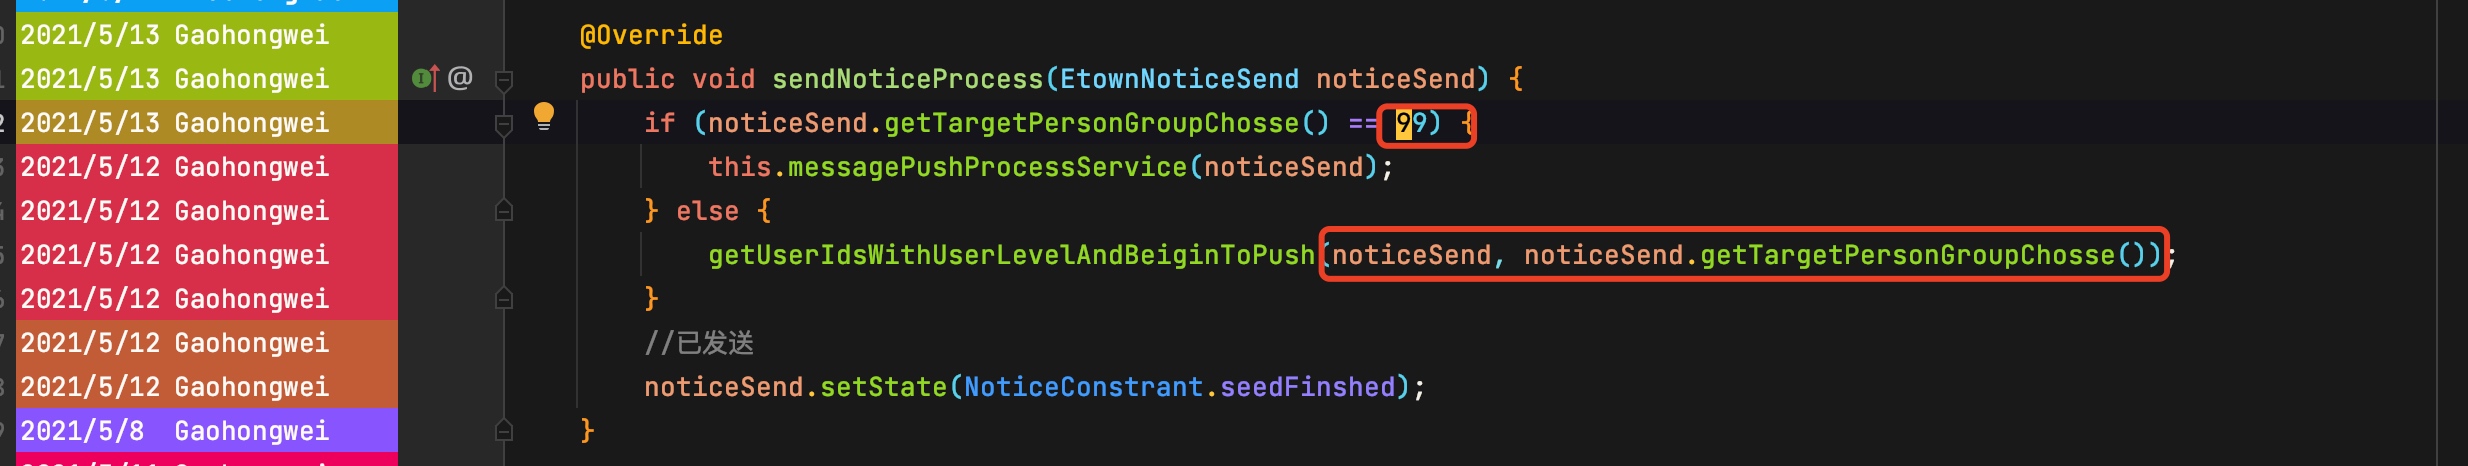 2021/5/13 Gaohongwei @Override
2021/5/13 Gaohongwei @ public void sendNoticeProcess(EtownNoticeSend noticeSend) {
2021/5/13 Gaohongwei if (noticeSend.getTargetPersonGroupChosse() == 99) {
2021/5/12 Gaohongwei this.messagePushProcessService(noticeSend);
2021/5/12 Gaohongwei } else {
2021/5/12 Gaohongwei getUserIdsWithUserLevelAndBeiginToPush(noticeSend, noticeSend.getTargetPersonGroupChosse());
2021/5/12 Gaohongwei }
2021/5/12 Gaohongwei //已发送
2021/5/12 Gaohongwei noticeSend.setState(NoticeConstrant.seedFinshed);
2021/5/8 Gaohongwei }